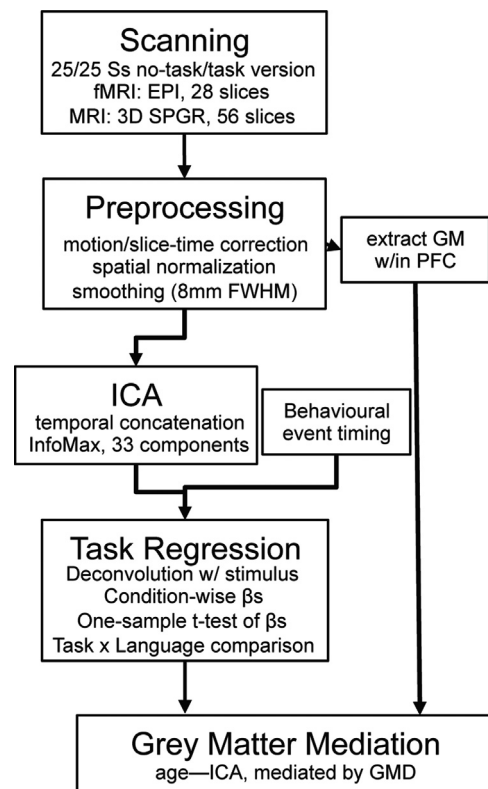 Scanning
25/25 Ss no-task/task version
fMRI: EPI, 28 slices
MRI: 3D SPGR, 56 slices
Preprocessing
motion/slice-time correction
spatial normalization
smoothing (8mm FWHM)
extract GM
w/in PFC
ICA
temporal concatenation
InfoMax, 33 components
Behavioural
event timing
Task Regression
Deconvolution w/ stimulus
Condition-wise βs
One-sample t-test of βs
Task x Language comparison
Grey Matter Mediation
age—ICA, mediated by GMD